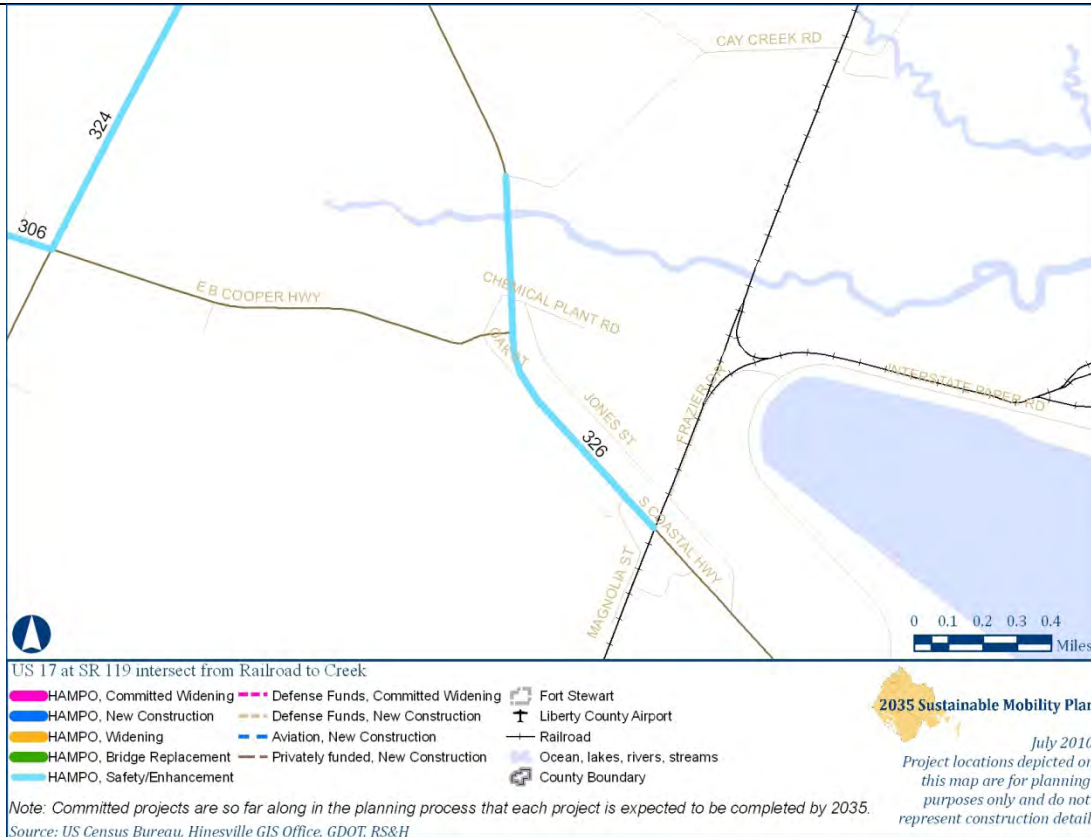 CAY CREEK RD
324
306
E B COOPER HWY
CHEMICAL PLANT RD
OAK ST
INTERSTATE PAPER RD
FRAZIER DR
JONES ST
326
S COASTAL HWY
MAGNOLIA ST
0 0.1 0.2 0.3 0.4
Miles
US 17 at SR 119 intersect from Railroad to Creek
HAMPO, Committed Widening
HAMPO, New Construction
HAMPO, Widening
HAMPO, Bridge Replacement
HAMPO, Safety/Enhancement
Defense Funds, Committed Widening
Defense Funds, New Construction
Aviation, New Construction
Privately funded, New Construction
Fort Stewart
Liberty County Airport
Railroad
Ocean, lakes, rivers, streams
County Boundary
2035 Sustainable Mobility Plan
July 2010
Project locations depicted on
this map are for planning
purposes only and do not
represent construction detail
Note: Committed projects are so far along in the planning process that each project is expected to be completed by 2035.
Source: US Census Bureau, Hinesville GIS Office, GDOT, RS&H